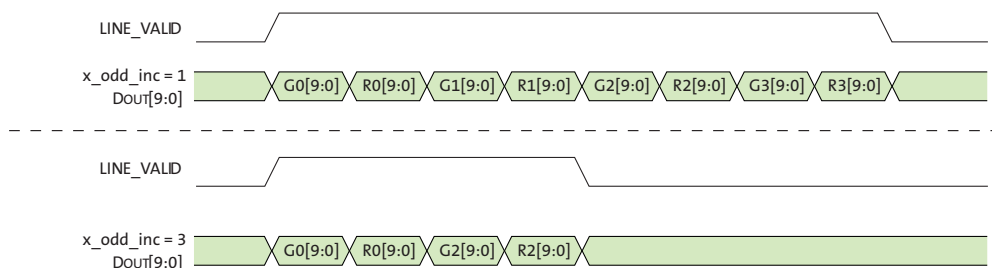 LINE_VALID
x_odd_inc = 1
DOUT[9:0]
G0[9:0] R0[9:0] G1[9:0] R1[9:0] G2[9:0] R2[9:0] G3[9:0] R3[9:0]
LINE_VALID
x_odd_inc = 3
DOUT[9:0]
G0[9:0] R0[9:0] G2[9:0] R2[9:0]